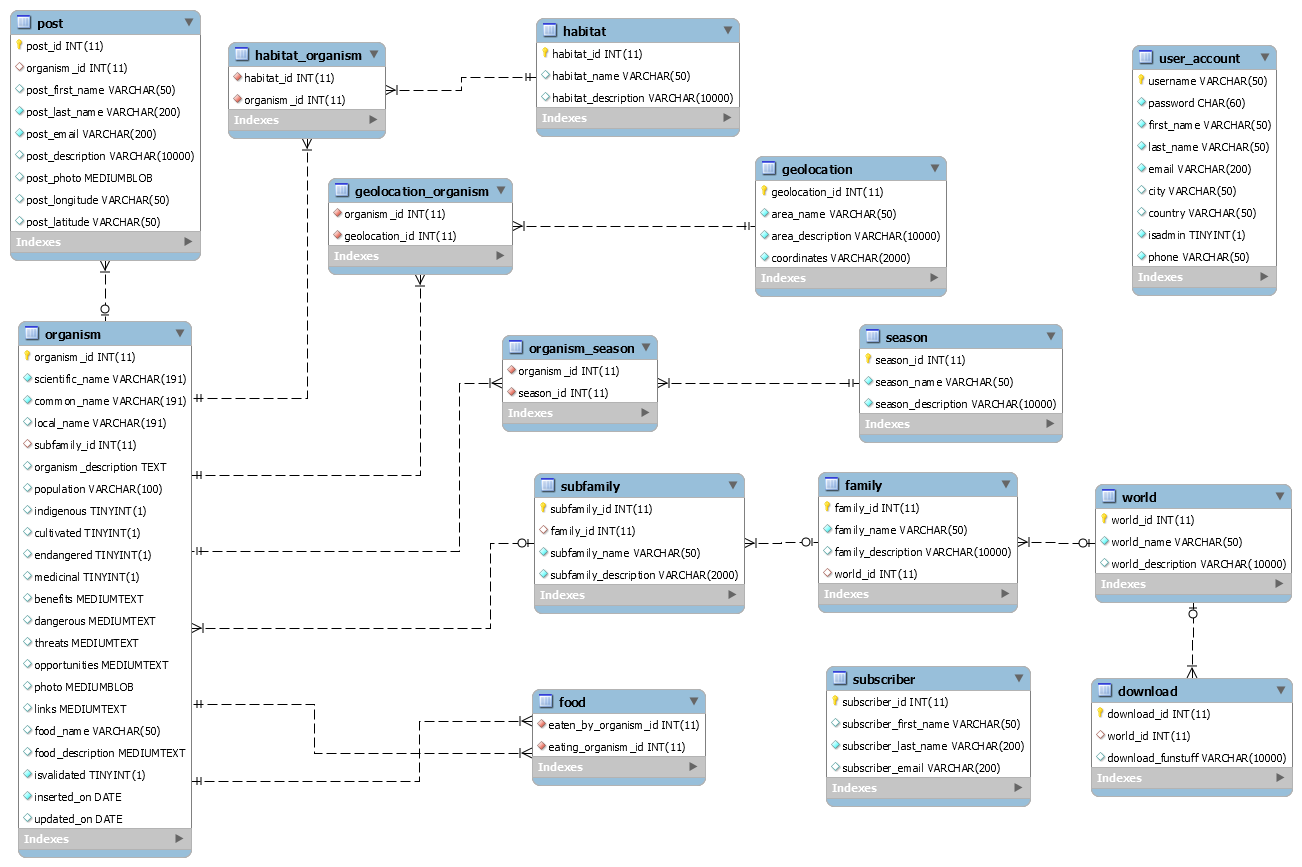 post
post_id INT(11)
organism_id INT(11)
post_first_name VARCHAR(50)
post_last_name VARCHAR(200)
post_email VARCHAR(200)
post_description VARCHAR(10000)
post_photo MEDIUMBLOB
post_longitude VARCHAR(50)
post_latitude VARCHAR(50)
Indexes
habitat_organism
habitat_id INT(11)
organism_id INT(11)
Indexes
habitat
habitat_id INT(11)
habitat_name VARCHAR(50)
habitat_description VARCHAR(10000)
Indexes
user_account
username VARCHAR(50)
password CHAR(60)
first_name VARCHAR(50)
last_name VARCHAR(50)
email VARCHAR(200)
city VARCHAR(50)
country VARCHAR(50)
isadmin TINYINT(1)
phone VARCHAR(50)
Indexes
geolocation_organism
organism_id INT(11)
geolocation_id INT(11)
Indexes
geolocation
geolocation_id INT(11)
area_name VARCHAR(50)
area_description VARCHAR(10000)
coordinates VARCHAR(2000)
Indexes
organism
organism_id INT(11)
scientific_name VARCHAR(191)
common_name VARCHAR(191)
local_name VARCHAR(191)
subfamily_id INT(11)
organism_description TEXT
population VARCHAR(100)
indigenous TINYINT(1)
cultivated TINYINT(1)
endangered TINYINT(1)
medicinal TINYINT(1)
benefits MEDIUMTEXT
dangerous MEDIUMTEXT
threats MEDIUMTEXT
opportunities MEDIUMTEXT
photo MEDIUMBLOB
links MEDIUMTEXT
food_name VARCHAR(50)
food_description MEDIUMTEXT
isvalidated TINYINT(1)
inserted_on DATE
updated_on DATE
Indexes
organism_season
organism_id INT(11)
season_id INT(11)
Indexes
season
season_id INT(11)
season_name VARCHAR(50)
season_description VARCHAR(10000)
Indexes
subfamily
subfamily_id INT(11)
family_id INT(11)
subfamily_name VARCHAR(50)
subfamily_description VARCHAR(2000)
Indexes
family
family_id INT(11)
family_name VARCHAR(50)
family_description VARCHAR(10000)
world_id INT(11)
Indexes
world
world_id INT(11)
world_name VARCHAR(50)
world_description VARCHAR(10000)
Indexes
food
eaten_by_organism_id INT(11)
eating_organism_id INT(11)
Indexes
subscriber
subscriber_id INT(11)
subscriber_first_name VARCHAR(50)
subscriber_last_name VARCHAR(200)
subscriber_email VARCHAR(200)
Indexes
download
download_id INT(11)
world_id INT(11)
download_funstuff VARCHAR(10000)
Indexes